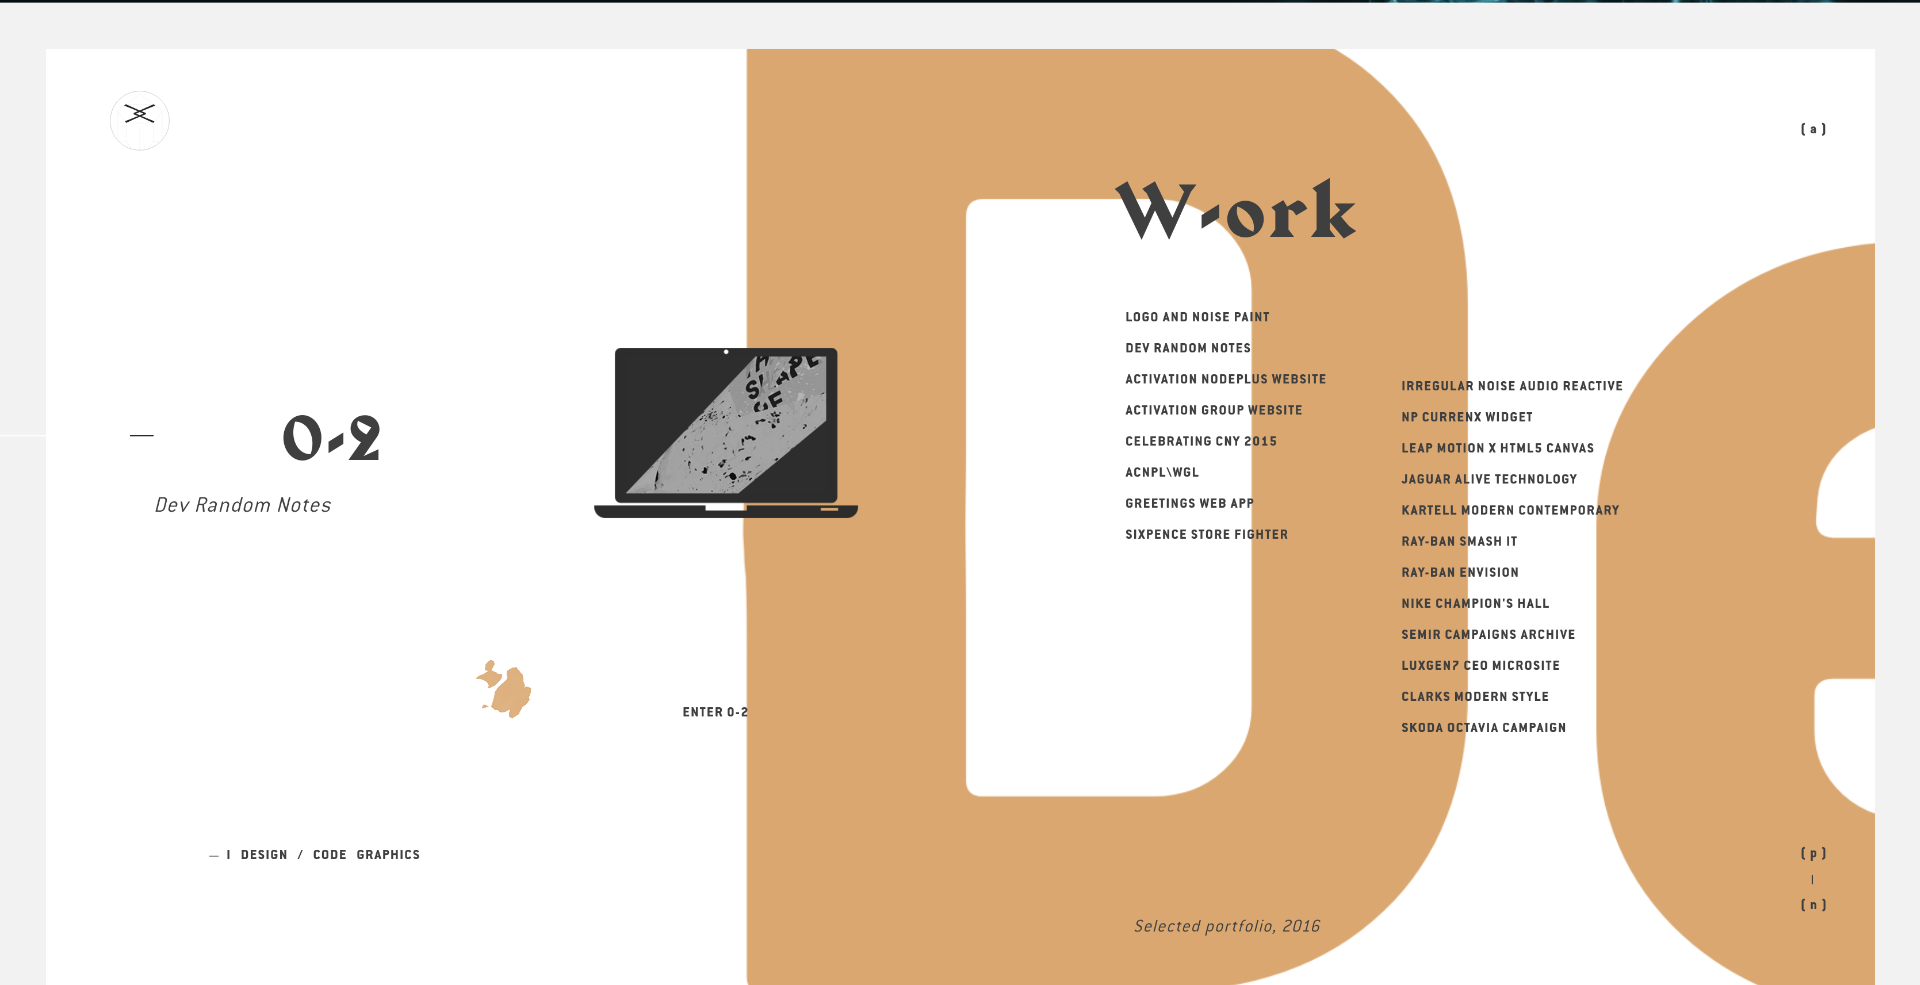 De
( a )
W-ork
LOGO AND NOISE PAINT
DEV RANDOM NOTES
ACTIVATION NODEPLUS WEBSITE
ACTIVATION GROUP WEBSITE
CELEBRATING CNY 2015
ACNPL\WGL
GREETINGS WEB APP
SIXPENCE STORE FIGHTER
IRREGULAR NOISE AUDIO REACTIVE
NP CURRENX WIDGET
LEAP MOTION X HTML5 CANVAS
JAGUAR ALIVE TECHNOLOGY
KARTELL MODERN CONTEMPORARY
RAY-BAN SMASH IT
RAY-BAN ENVISION
NIKE CHAMPION'S HALL
SEMIR CAMPAIGNS ARCHIVE
LUXGEN7 CEO MICROSITE
CLARKS MODERN STYLE
SKODA OCTAVIA CAMPAIGN
— 0-2
Dev Random Notes
ENTER 0-2
— I DESIGN / CODE GRAPHICS
Selected portfolio, 2016
( p )
|
( n )